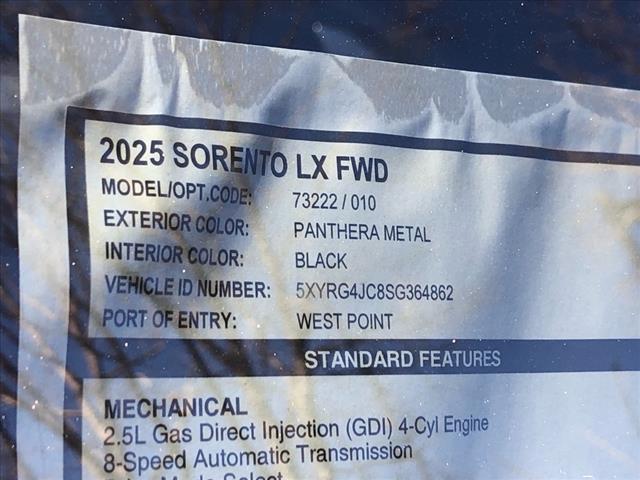 2025 SORENTO LX FWD
MODEL/OPT.CODE: 73222 / 010
EXTERIOR COLOR: PANTHERA METAL
INTERIOR COLOR: BLACK
VEHICLE ID NUMBER: 5XYRG4JC8SG364862
PORT OF ENTRY: WEST POINT
STANDARD FEATURES
MECHANICAL
2.5L Gas Direct Injection (GDI) 4-Cyl Engine
8-Speed Automatic Transmission
Mode Select